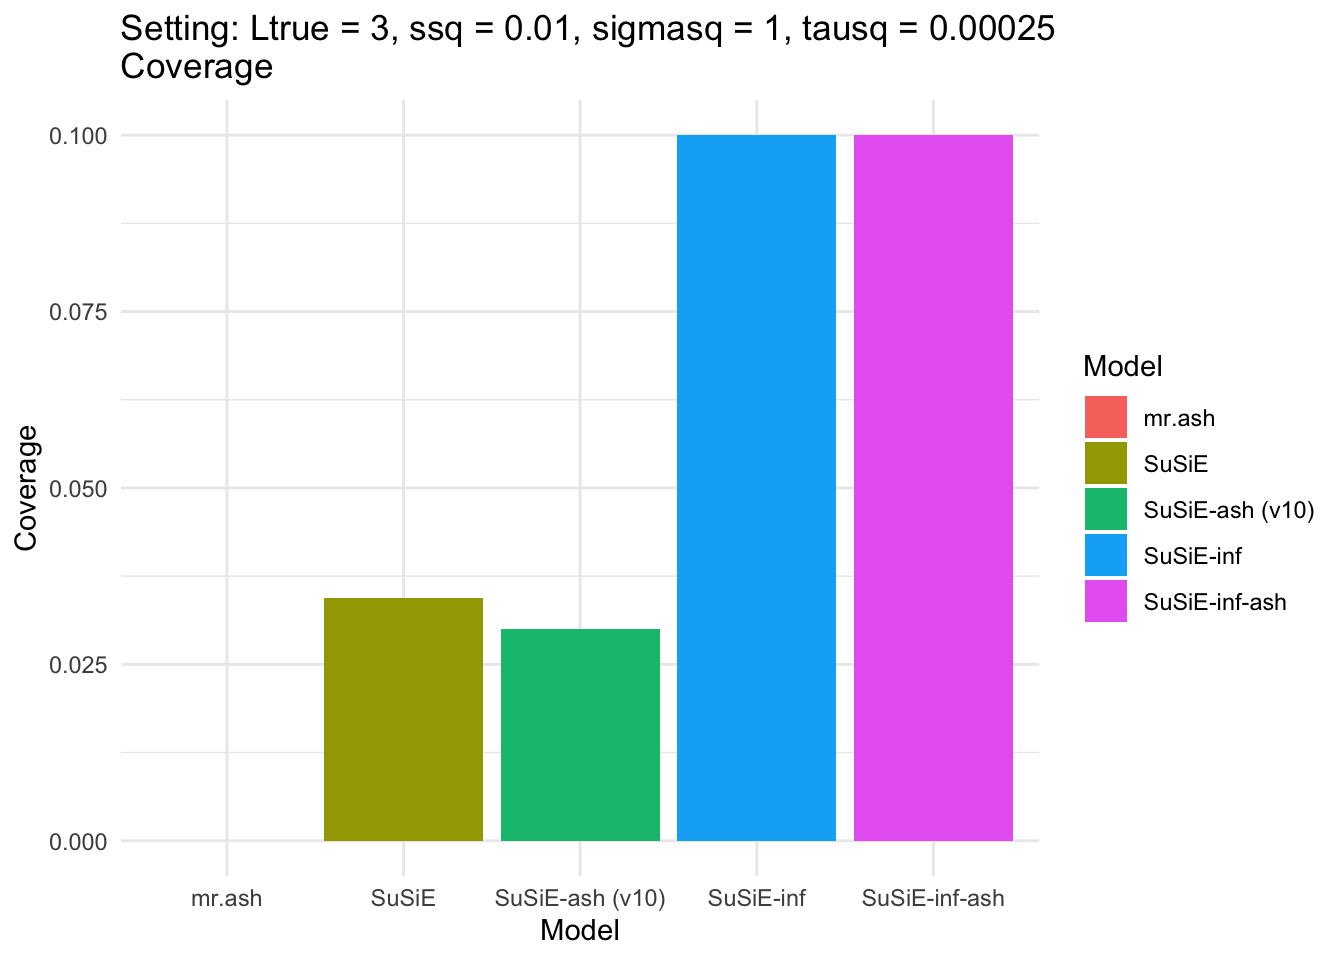 Setting: Ltrue = 3, ssq = 0.01, sigmasq = 1, tausq = 0.00025
Coverage
0.100
0.075
0.050
0.025
0.000
Coverage
mr.ash
SuSiE
SuSiE-ash (v10)
SuSiE-inf
SuSiE-inf-ash
Model
Model
mr.ash
SuSiE
SuSiE-ash (v10)
SuSiE-inf
SuSiE-inf-ash